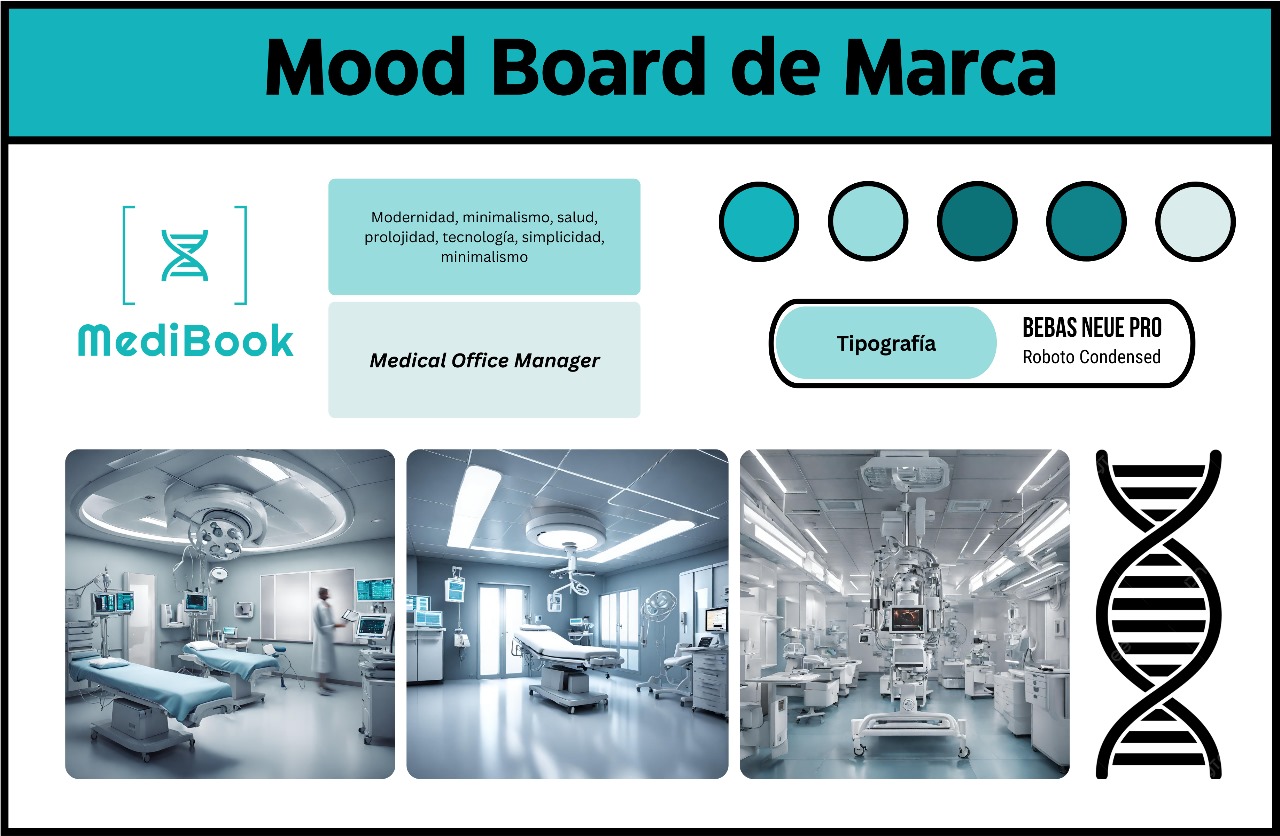 Mood Board de Marca
MediBook
Modernidad, minimalismo, salud,
prolojidad, tecnología, simplicidad,
minimalismo
Medical Office Manager
Tipografía
BEBAS NEUE PRO
Roboto Condensed